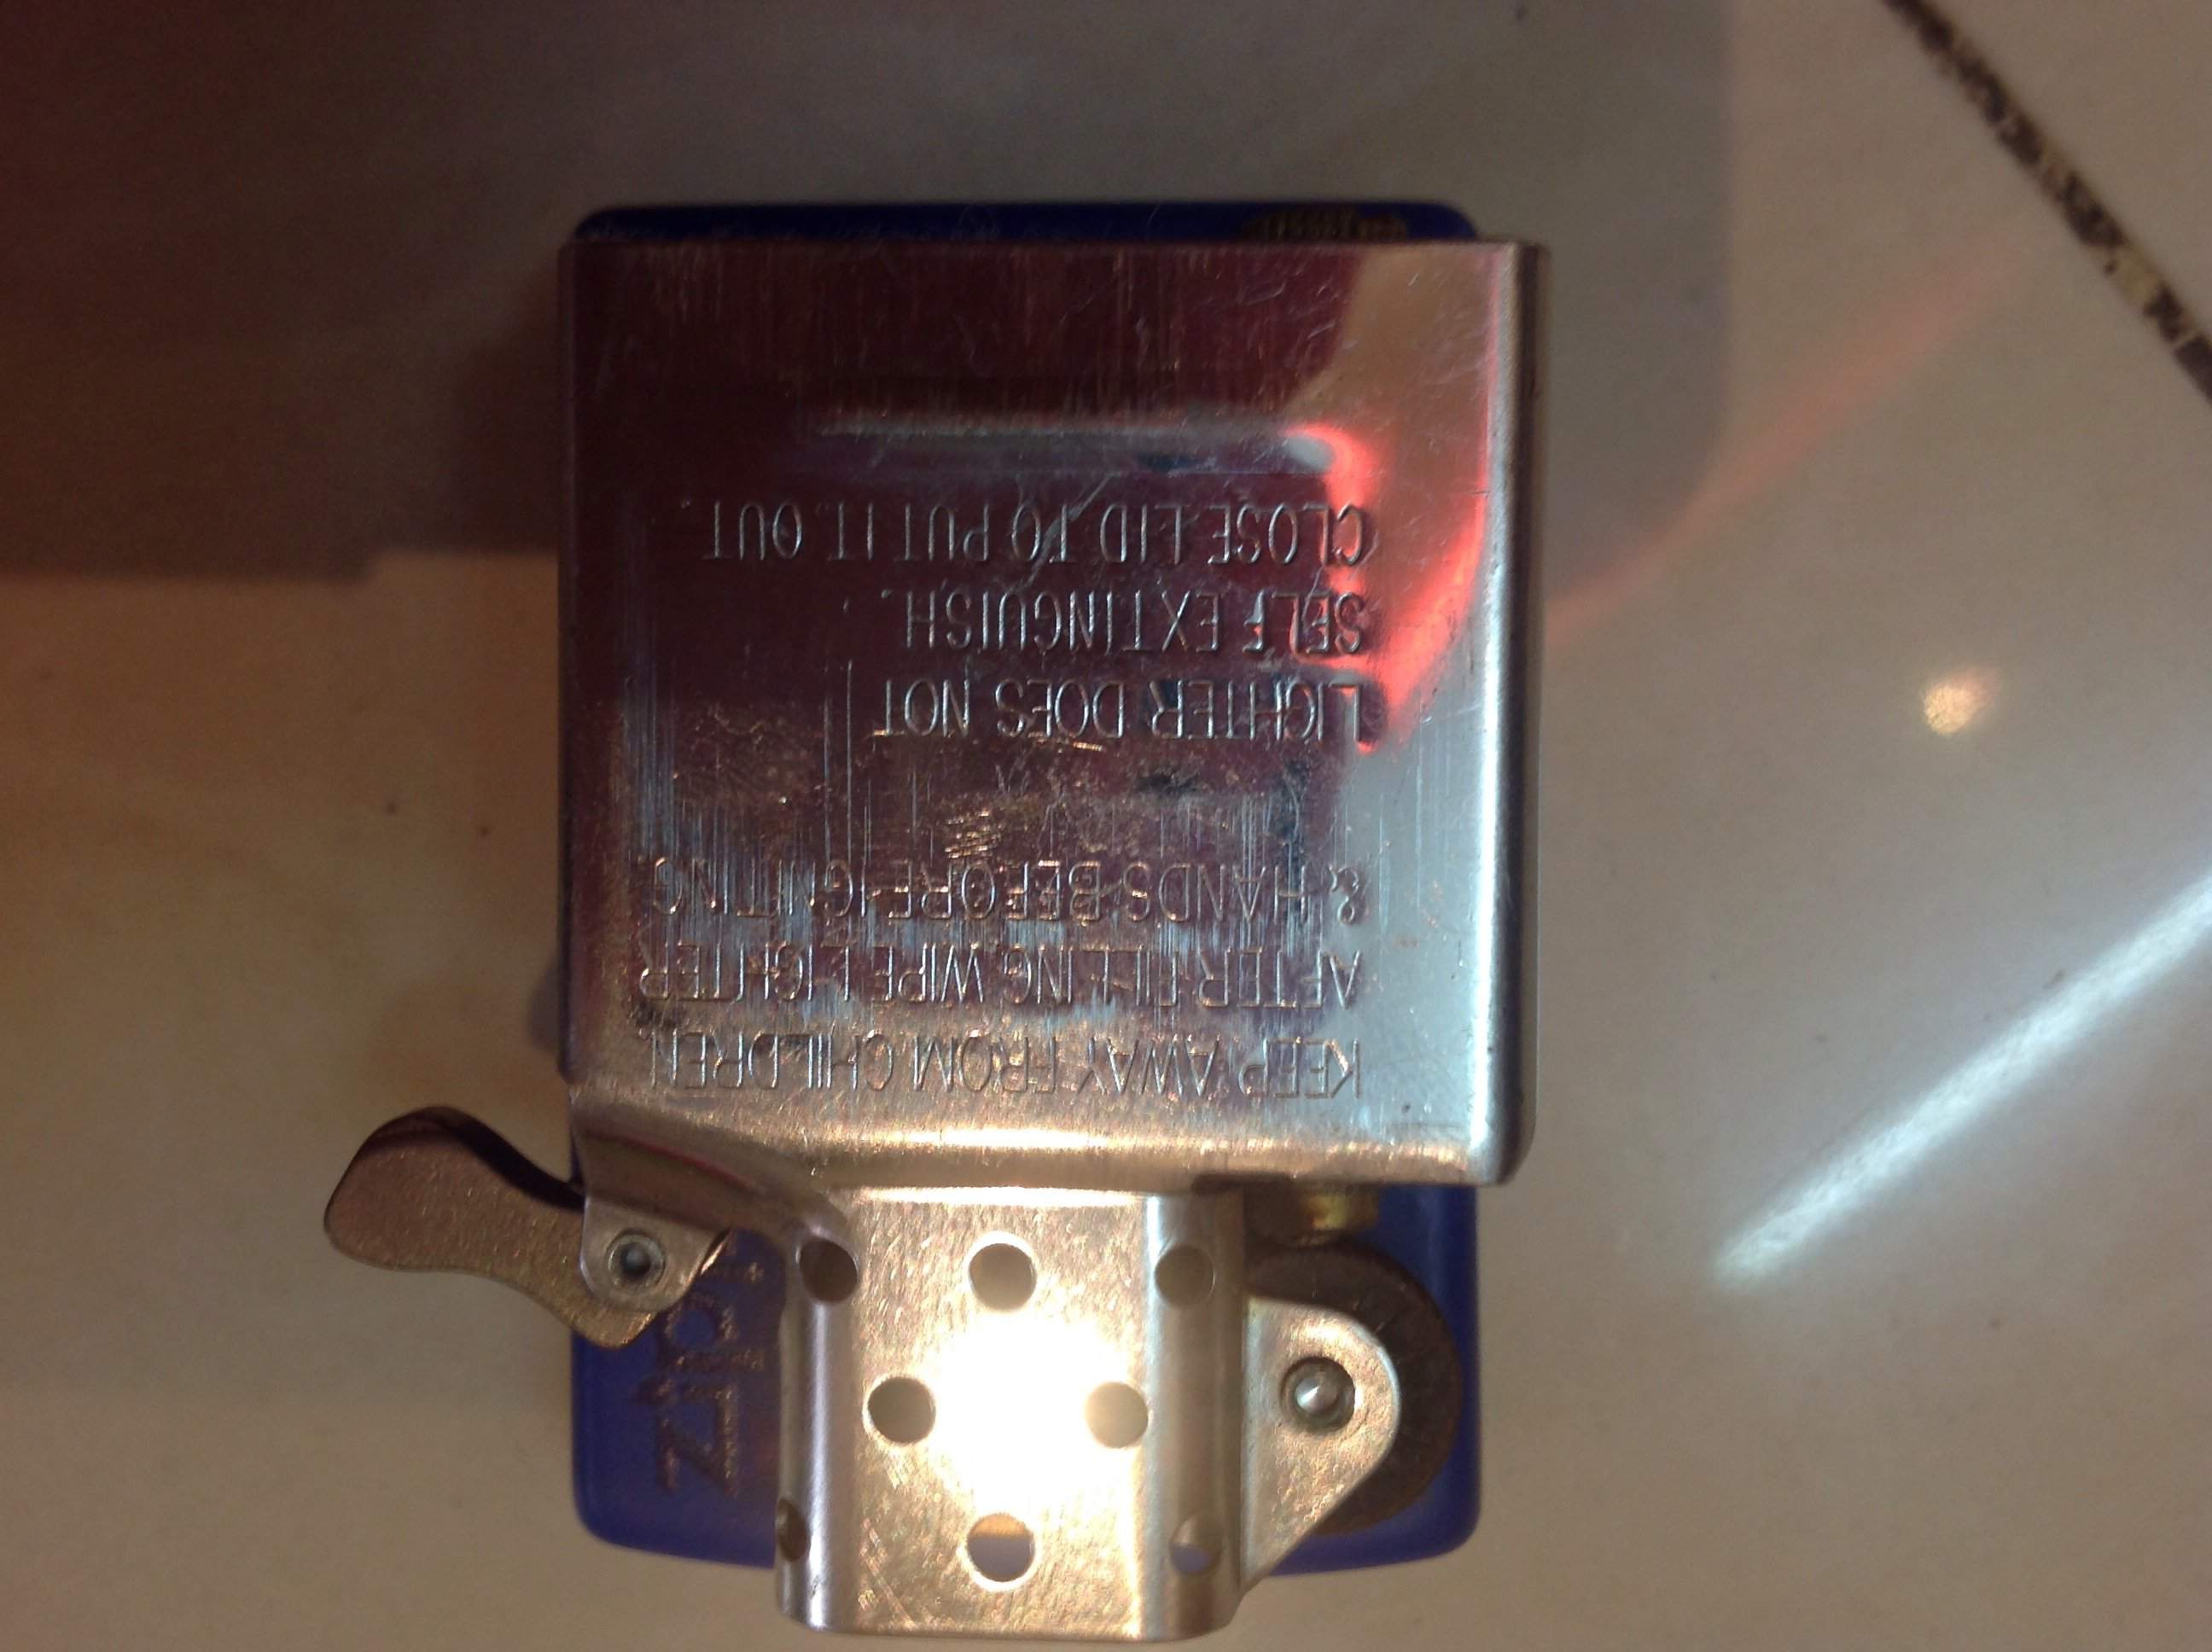 KEEP AWAY FROM CHILDREN.
AFTER FILLING WIPE LIGHTER
& HANDS BEFORE IGNITING
LIGHTER DOES NOT
SELF EXTINGUISH.
CLOSE LID TO PUT IT OUT.